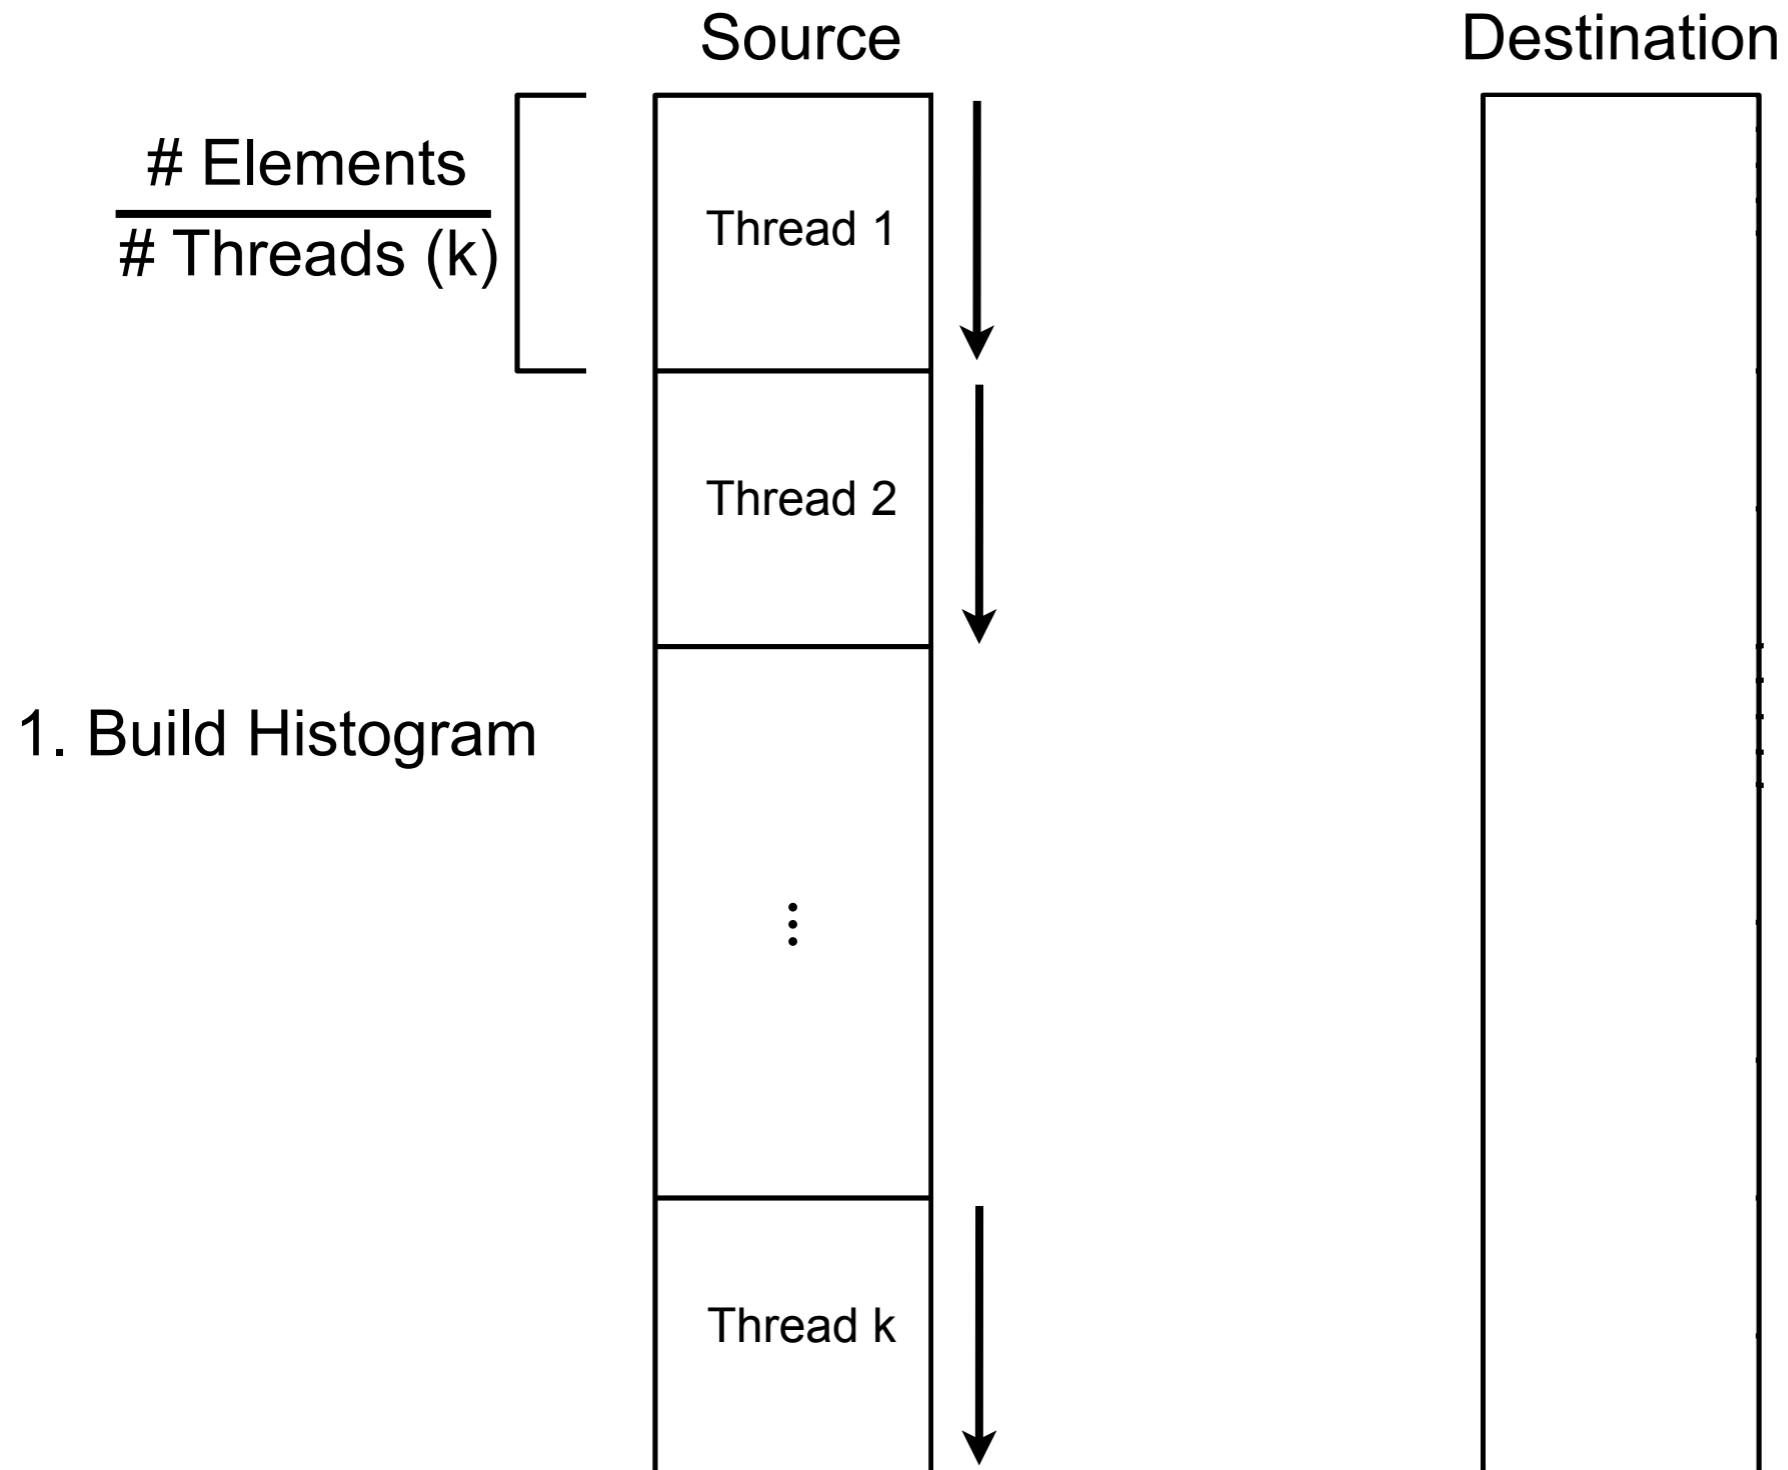 Source
Destination
# Elements
# Threads (k)
Thread 1
Thread 2
1. Build Histogram
⋮
Thread k